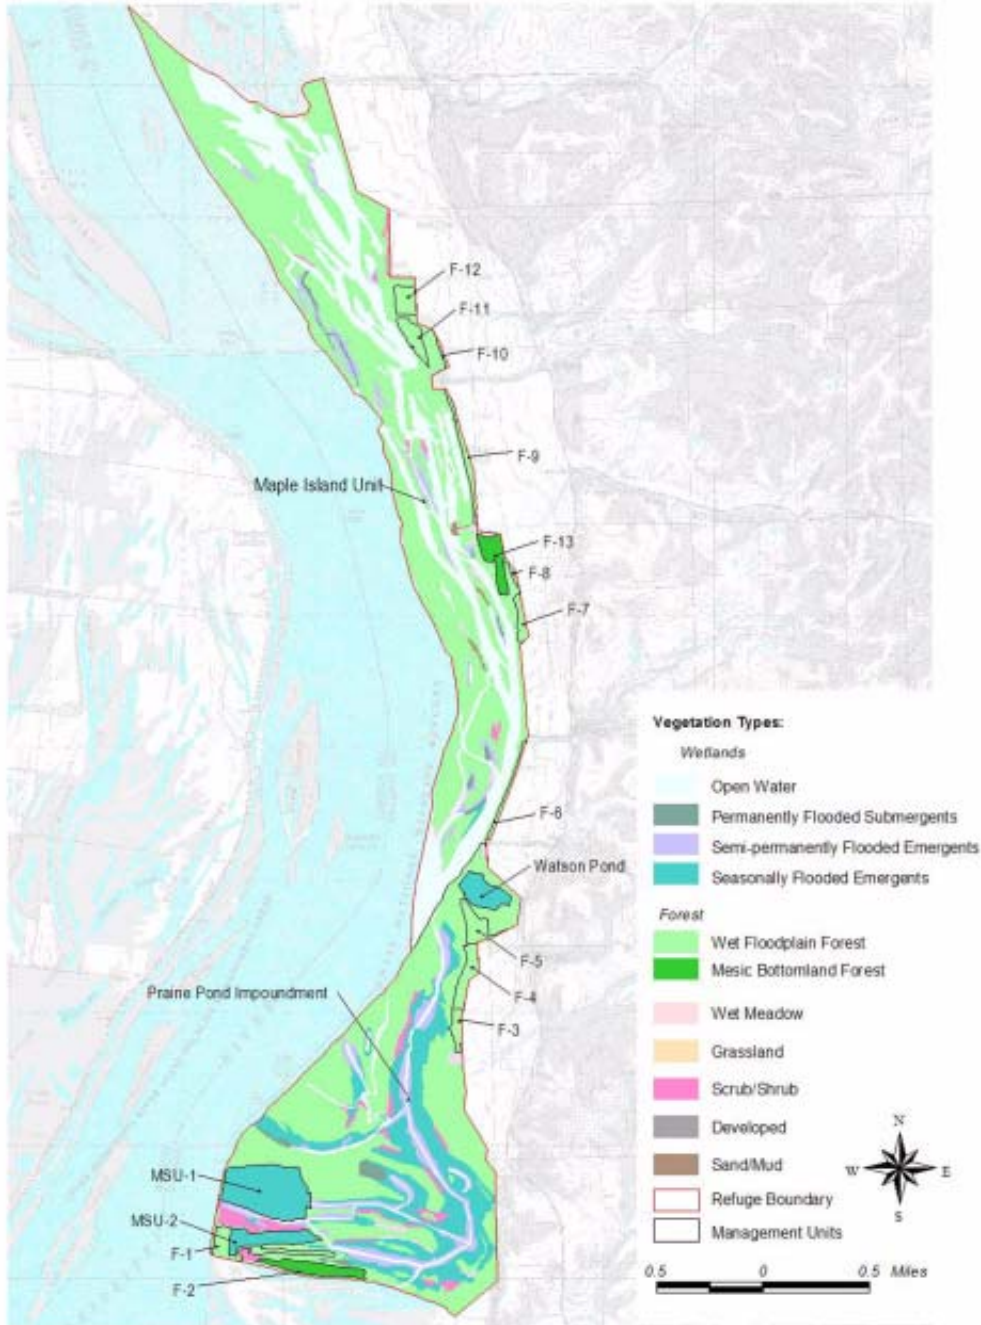 F-12
F-11
F-10
F-9
Maple Island Unit
F-13
F-8
F-7
F-6
Watson Pond
F-5
F-4
Prairie Pond Impoundment
F-3
MSU-1
MSU-2
F-1
F-2
Vegetation Types:
Wetlands
Open Water
Permanently Flooded Submergents
Semi-permanently Flooded Emergents
Seasonally Flooded Emergents
Forest
Wet Floodplain Forest
Mesic Bottomland Forest
Wet Meadow
Grassland
Scrub/Shrub
Developed
Sand/Mud
Refuge Boundary
Management Units
N
W E
S
0.5 0 0.5 Miles